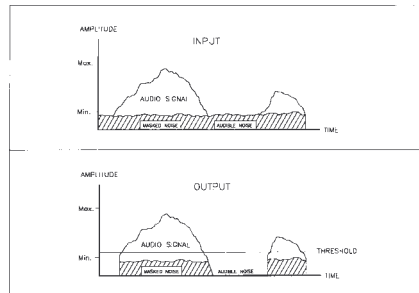 AMPLITUDE
INPUT
Max.
AUDIO SIGNAL
Min.
MASKED NOISE
AUDIBLE NOISE
TIME
AMPLITUDE
OUTPUT
Max.
AUDIO SIGNAL
THRESHOLD
Min.
MASKED NOISE
AUDIBLE NOISE
TIME